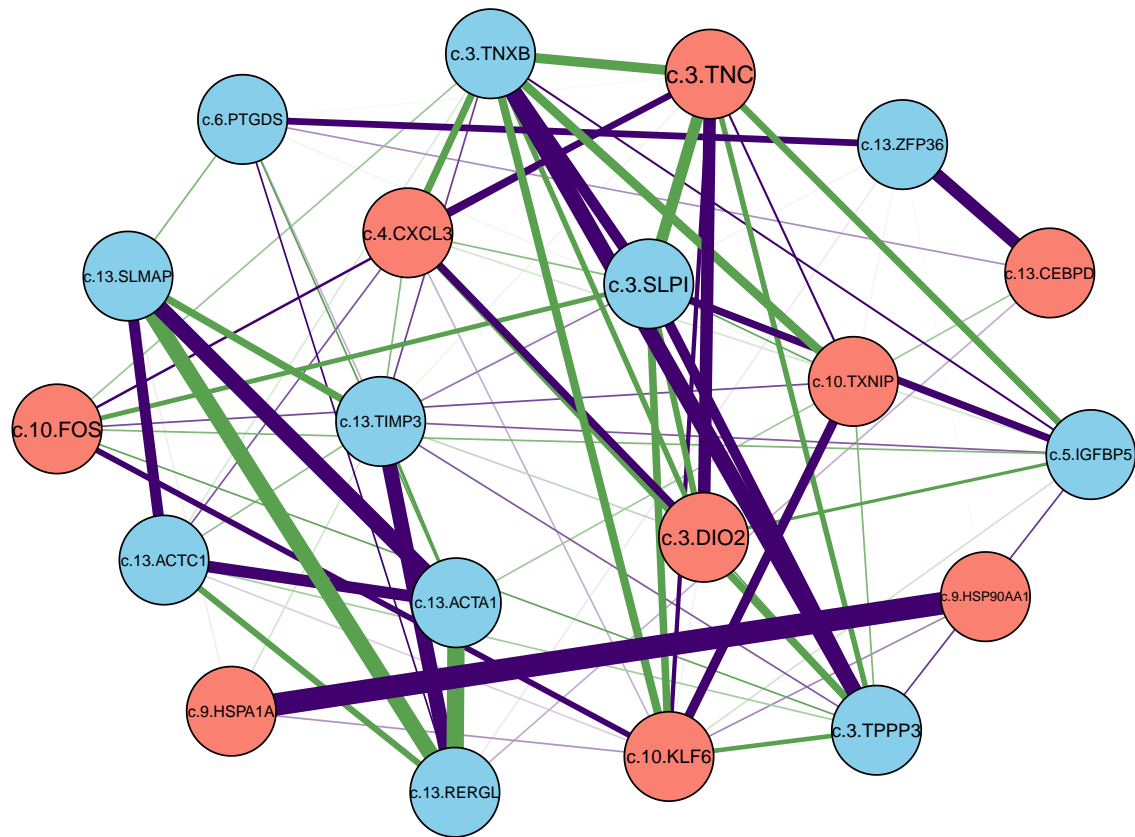 c.3.TNXB
c.3.TNC
c.6.PTGDS
c.13.ZFP36
c.4.CXCL3
c.13.SLMAP
c.3.SLPI
c.13.CEBPD
c.10.TXNIP
c.13.TIMP3
c.10.FOS
c.5.IGFBP5
c.3.DIO2
c.13.ACTC1
c.13.ACTA1
c.9.HSP90AA1
c.9.HSPA1A
c.3.TPPP3
c.10.KLF6
c.13.RERGL